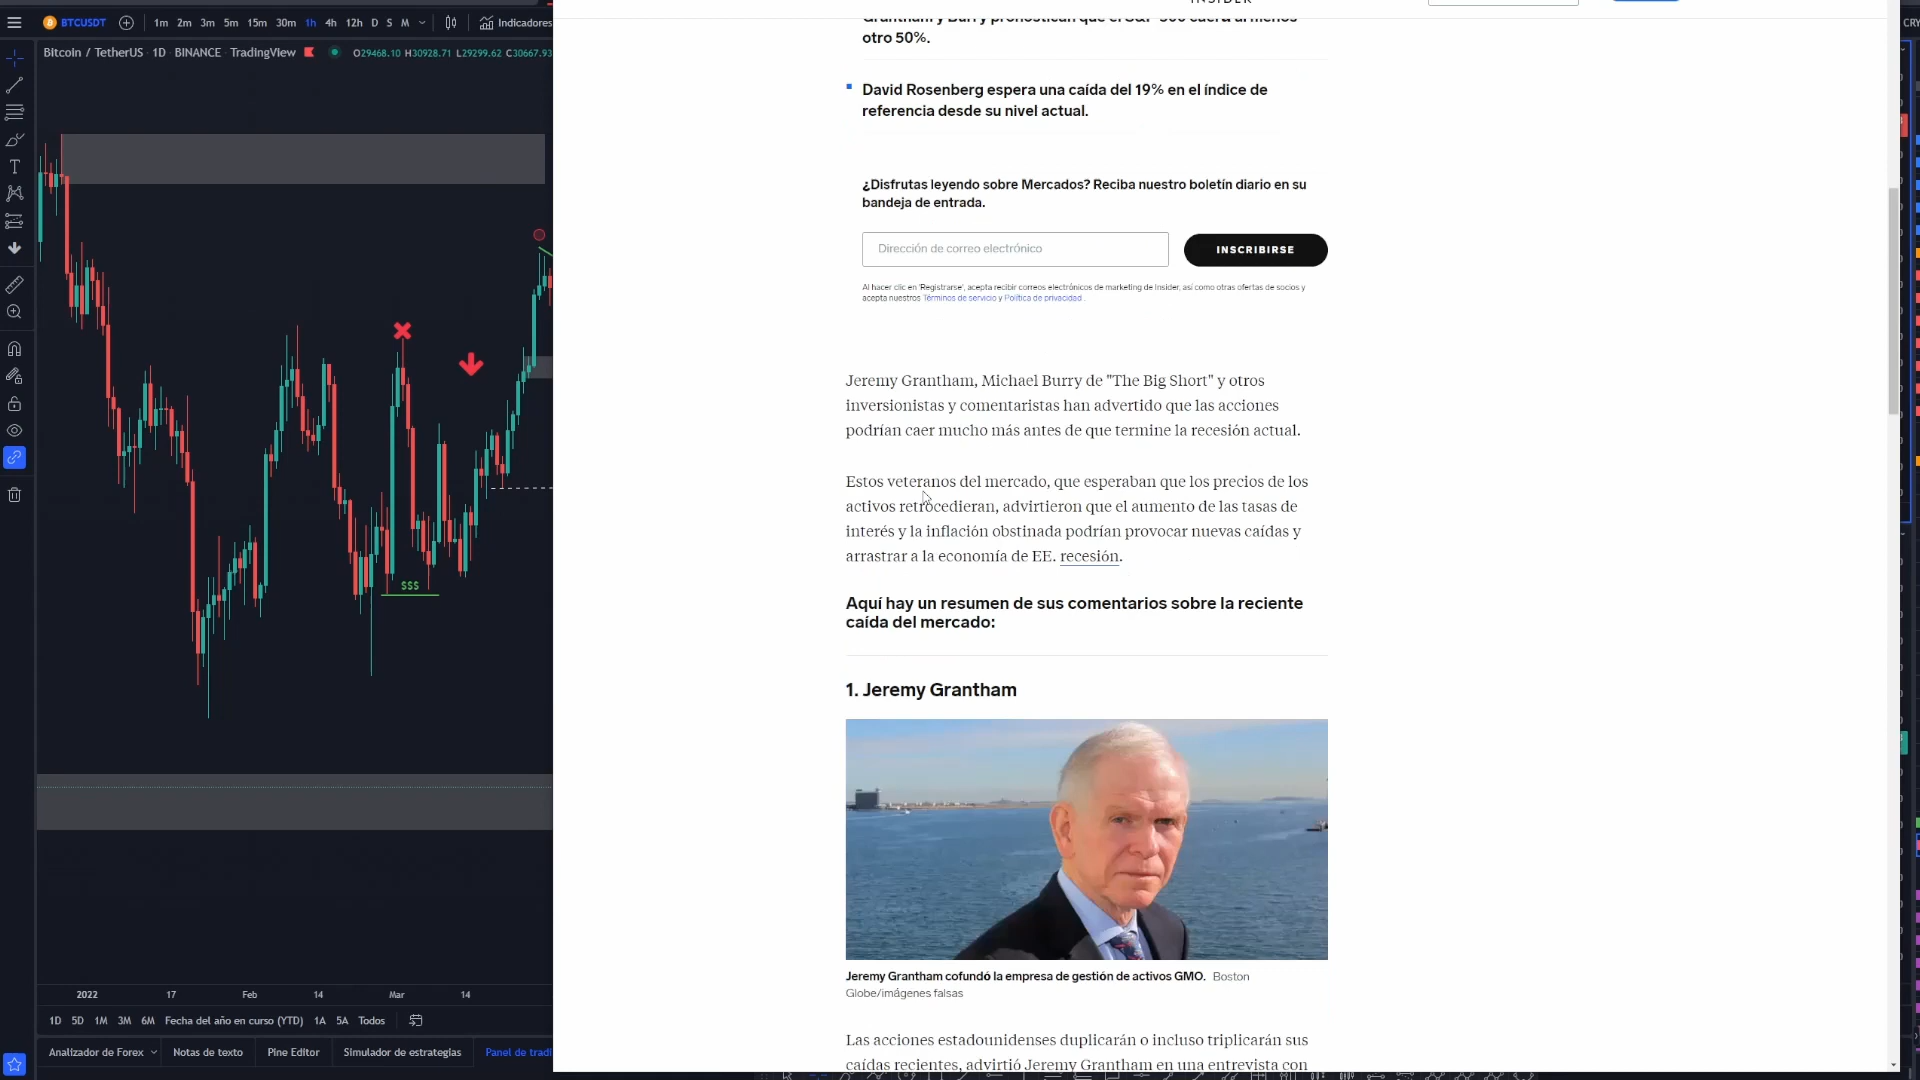 BTCUSDT
1m 2m 3m 5m 15m 30m 1h 4h 12h D S M
Indicadores
Bitcoin / TetherUS 1D BINANCE TradingView
O29468.10 H30928.71 L29299.62 C30667.93
$$$
2022 17 Feb 14 Mar 14
1D 5D 1M 3M 6M Fecha del año en curso (YTD) 1A 5A Todos
Analizador de Forex Notas de texto Pine Editor Simulador de estrategias Panel de tradi
INSIDER
Grantham y Burry pronostican que el S&P 500 caerá al menos
otro 50%.
David Rosenberg espera una caída del 19% en el índice de
referencia desde su nivel actual.
¿Disfrutas leyendo sobre Mercados? Reciba nuestro boletín diario en su
bandeja de entrada.
Dirección de correo electrónico
INSCRIBIRSE
Al hacer clic en 'Registrarse', acepta recibir correos electrónicos de marketing de Insider, así como otras ofertas de socios y
acepta nuestros Términos de servicio y Política de privacidad .
Jeremy Grantham, Michael Burry de "The Big Short" y otros
inversionistas y comentaristas han advertido que las acciones
podrían caer mucho más antes de que termine la recesión actual.
Estos veteranos del mercado, que esperaban que los precios de los
activos retrocedieran, advirtieron que el aumento de las tasas de
interés y la inflación obstinada podrían provocar nuevas caídas y
arrastrar a la economía de EE. recesión.
Aquí hay un resumen de sus comentarios sobre la reciente
caída del mercado:
1. Jeremy Grantham
Jeremy Grantham cofundó la empresa de gestión de activos GMO. Boston
Globe/imágenes falsas
Las acciones estadounidenses duplicarán o incluso triplicarán sus
caídas recientes, advirtió Jeremy Grantham en una entrevista con
CRY